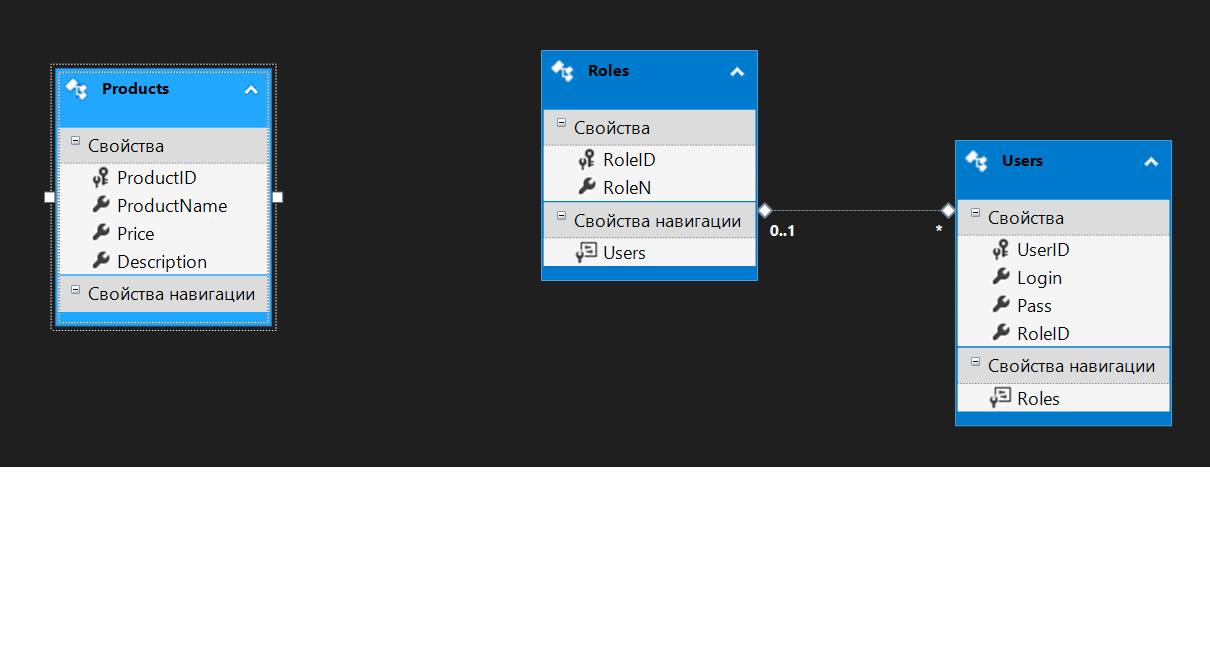 Products
Свойства
ProductID
ProductName
Price
Description
Свойства навигации
Roles
Свойства
RoleID
RoleN
Свойства навигации
Users
0..1
*
Users
Свойства
UserID
Login
Pass
RoleID
Свойства навигации
Roles